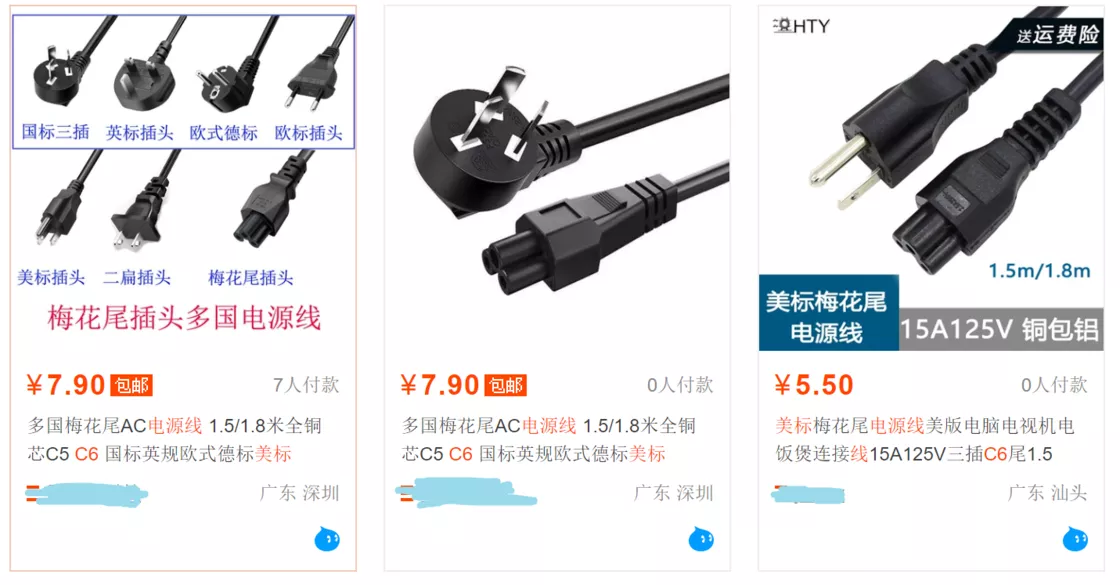 国标三插 英标插头 欧式德标 欧标插头
美标插头 二扁插头 梅花尾插头
梅花尾插头多国电源线
¥7.90 包邮 7人付款
多国梅花尾AC电源线 1.5/1.8米全铜
芯C5 C6 国标英规欧式德标美标
广东 深圳
¥7.90 包邮 0人付款
多国梅花尾AC电源线 1.5/1.8米全铜
芯C5 C6 国标英规欧式德标美标
广东 深圳
HTY
送运费险
1.5m/1.8m
美标梅花尾
电源线
15A125V 铜包铝
¥5.50 0人付款
美标梅花尾电源线美版电脑电视机电
饭煲连接线15A125V三插C6尾1.5
广东 汕头